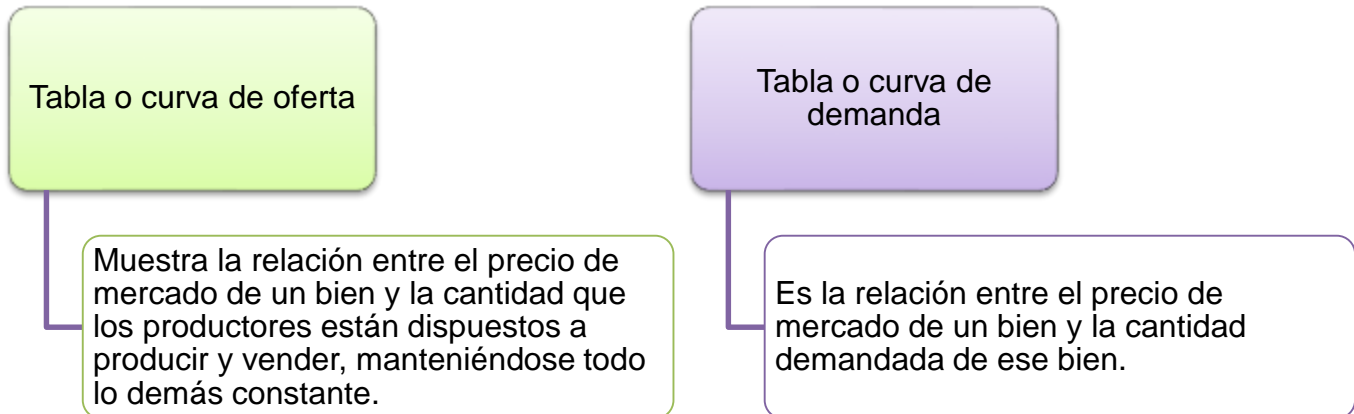 Tabla o curva de oferta
Muestra la relación entre el precio de
mercado de un bien y la cantidad que
los productores están dispuestos a
producir y vender, manteniéndose todo
lo demás constante.
Tabla o curva de
demanda
Es la relación entre el precio de
mercado de un bien y la cantidad
demandada de ese bien.